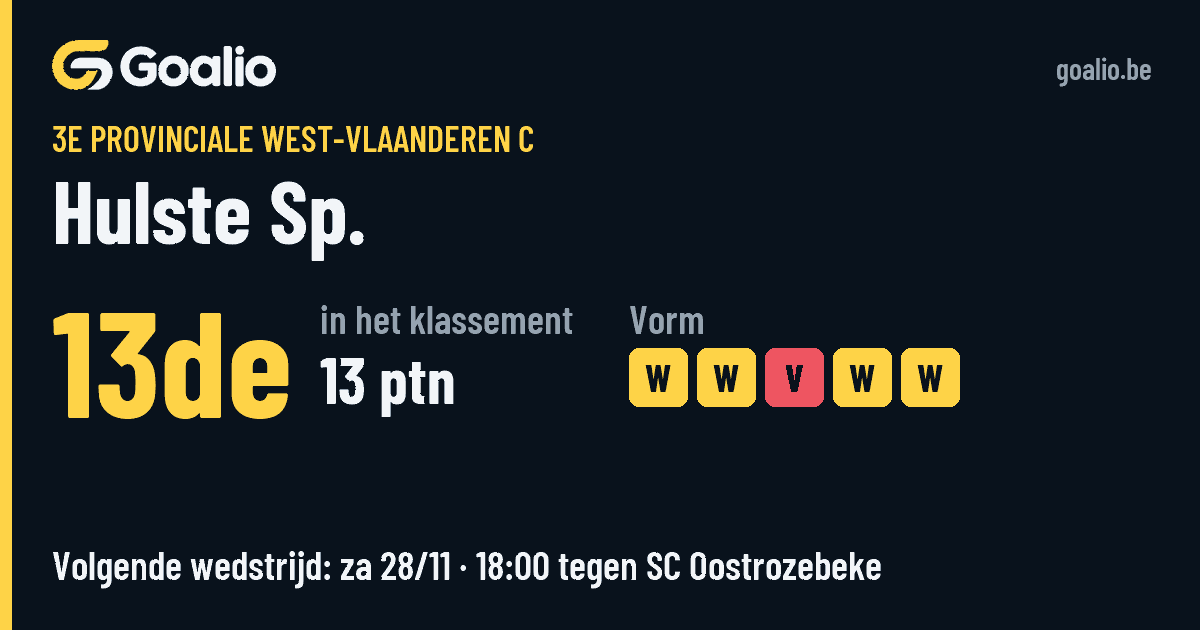 Goalio
goalio.be
3E PROVINCIALE WEST-VLAANDEREN C
Hulste Sp.
13de
in het klassement
13 ptn
Vorm
W W V W W
Volgende wedstrijd: za 28/11 · 18:00 tegen SC Oostrozebeke